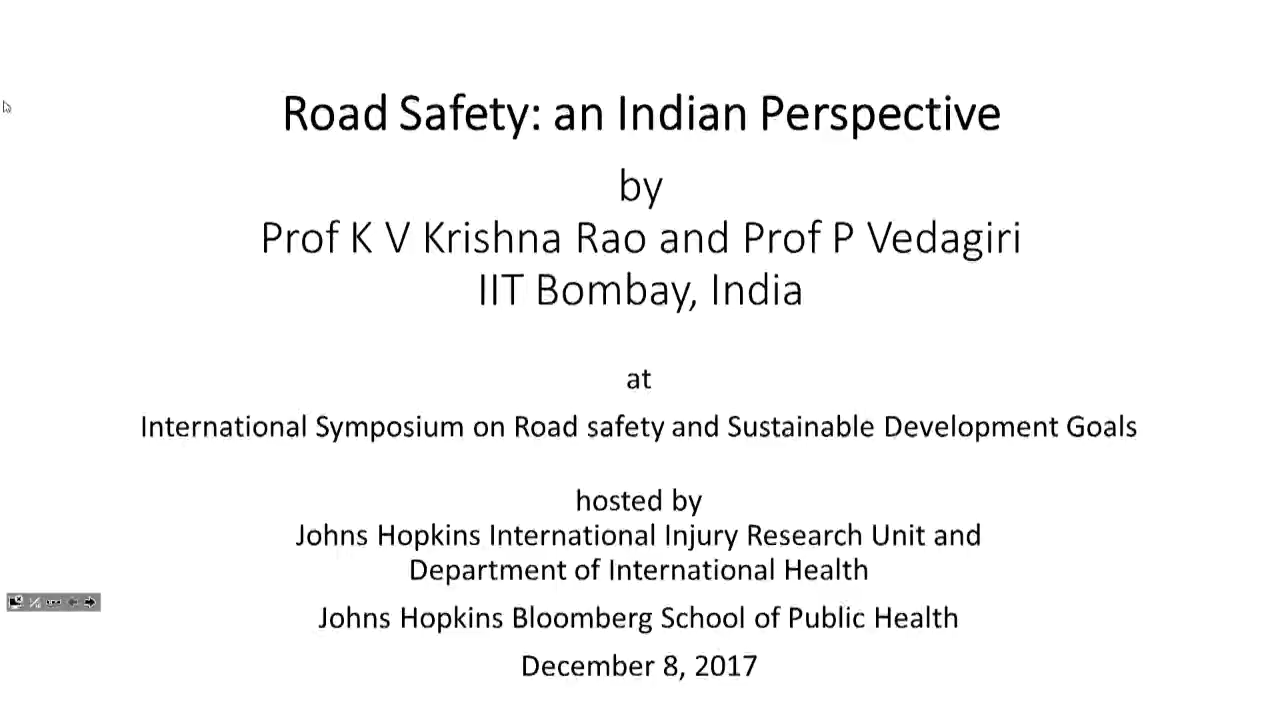 Road Safety: an Indian Perspective
by
Prof K V Krishna Rao and Prof P Vedagiri
IIT Bombay, India
at
International Symposium on Road safety and Sustainable Development Goals
hosted by
Johns Hopkins International Injury Research Unit and
Department of International Health
Johns Hopkins Bloomberg School of Public Health
December 8, 2017